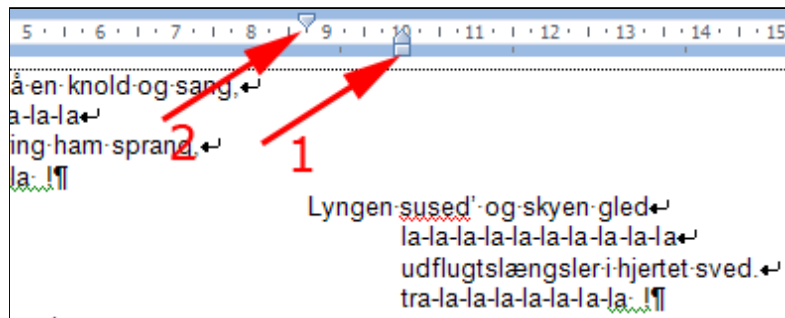 5 6 7 8 9 10 11 12 13 14 15
å en knold og sang,
a-la-la
2
ing ham sprang,
1
la !
Lyngen sused’ og skyen gled
la-la-la-la-la-la-la-la-la-la
udflugtslængsler i hjertet sved.
tra-la-la-la-la-la-la-la !